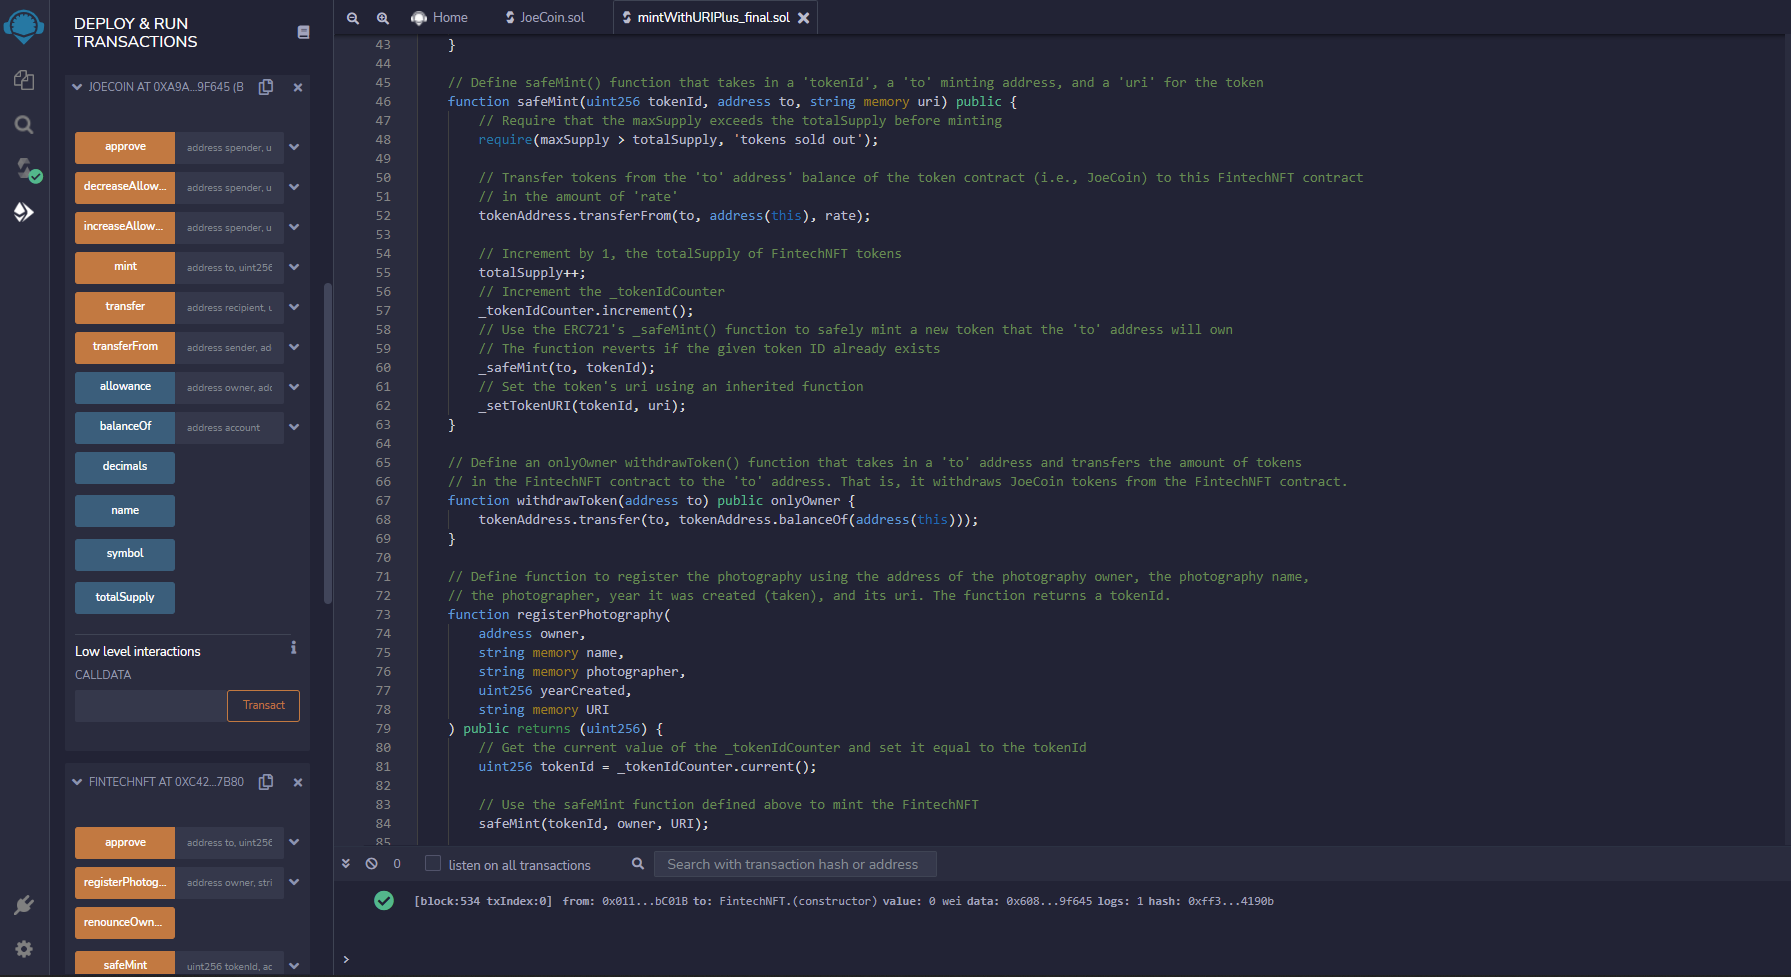 DEPLOY & RUN
TRANSACTIONS
JOECOIN AT 0XA9A...9F645 (B
approve address spender, u
decreaseAllow... address spender, u
increaseAllow... address spender, u
mint address to, uint256
transfer address recipient, u
transferFrom address sender, ad
allowance address owner, add
balanceOf address account
decimals
name
symbol
totalSupply
Low level interactions
CALLDATA
Transact
FINTECHNFT AT 0XC42...7B80
approve address to, uint256
registerPhotog... address owner, stri
renounceOwn...
safeMint uint256 tokenId, ac
Home JoeCoin.sol mintWithURIPlus_final.sol
43 }
44
45 // Define safeMint() function that takes in a 'tokenId', a 'to' minting address, and a 'uri' for the token
46 function safeMint(uint256 tokenId, address to, string memory uri) public {
47 // Require that the maxSupply exceeds the totalSupply before minting
48 require(maxSupply > totalSupply, 'tokens sold out');
49
50 // Transfer tokens from the 'to' address' balance of the token contract (i.e., JoeCoin) to this FintechNFT contract
51 // in the amount of 'rate'
52 tokenAddress.transferFrom(to, address(this), rate);
53
54 // Increment by 1, the totalSupply of FintechNFT tokens
55 totalSupply++;
56 // Increment the _tokenIdCounter
57 _tokenIdCounter.increment();
58 // Use the ERC721's _safeMint() function to safely mint a new token that the 'to' address will own
59 // The function reverts if the given token ID already exists
60 _safeMint(to, tokenId);
61 // Set the token's uri using an inherited function
62 _setTokenURI(tokenId, uri);
63 }
64
65 // Define an onlyOwner withdrawToken() function that takes in a 'to' address and transfers the amount of tokens
66 // in the FintechNFT contract to the 'to' address. That is, it withdraws JoeCoin tokens from the FintechNFT contract.
67 function withdrawToken(address to) public onlyOwner {
68 tokenAddress.transfer(to, tokenAddress.balanceOf(address(this)));
69 }
70
71 // Define function to register the photography using the address of the photography owner, the photography name,
72 // the photographer, year it was created (taken), and its uri. The function returns a tokenId.
73 function registerPhotography(
74 address owner,
75 string memory name,
76 string memory photographer,
77 uint256 yearCreated,
78 string memory URI
79 ) public returns (uint256) {
80 // Get the current value of the _tokenIdCounter and set it equal to the tokenId
81 uint256 tokenId = _tokenIdCounter.current();
82
83 // Use the safeMint function defined above to mint the FintechNFT
84 safeMint(tokenId, owner, URI);
85
0 listen on all transactions Search with transaction hash or address
[block:534 txIndex:0] from: 0x011...bC01B to: FintechNFT.(constructor) value: 0 wei data: 0x608...9f645 logs: 1 hash: 0xff3...4190b
>